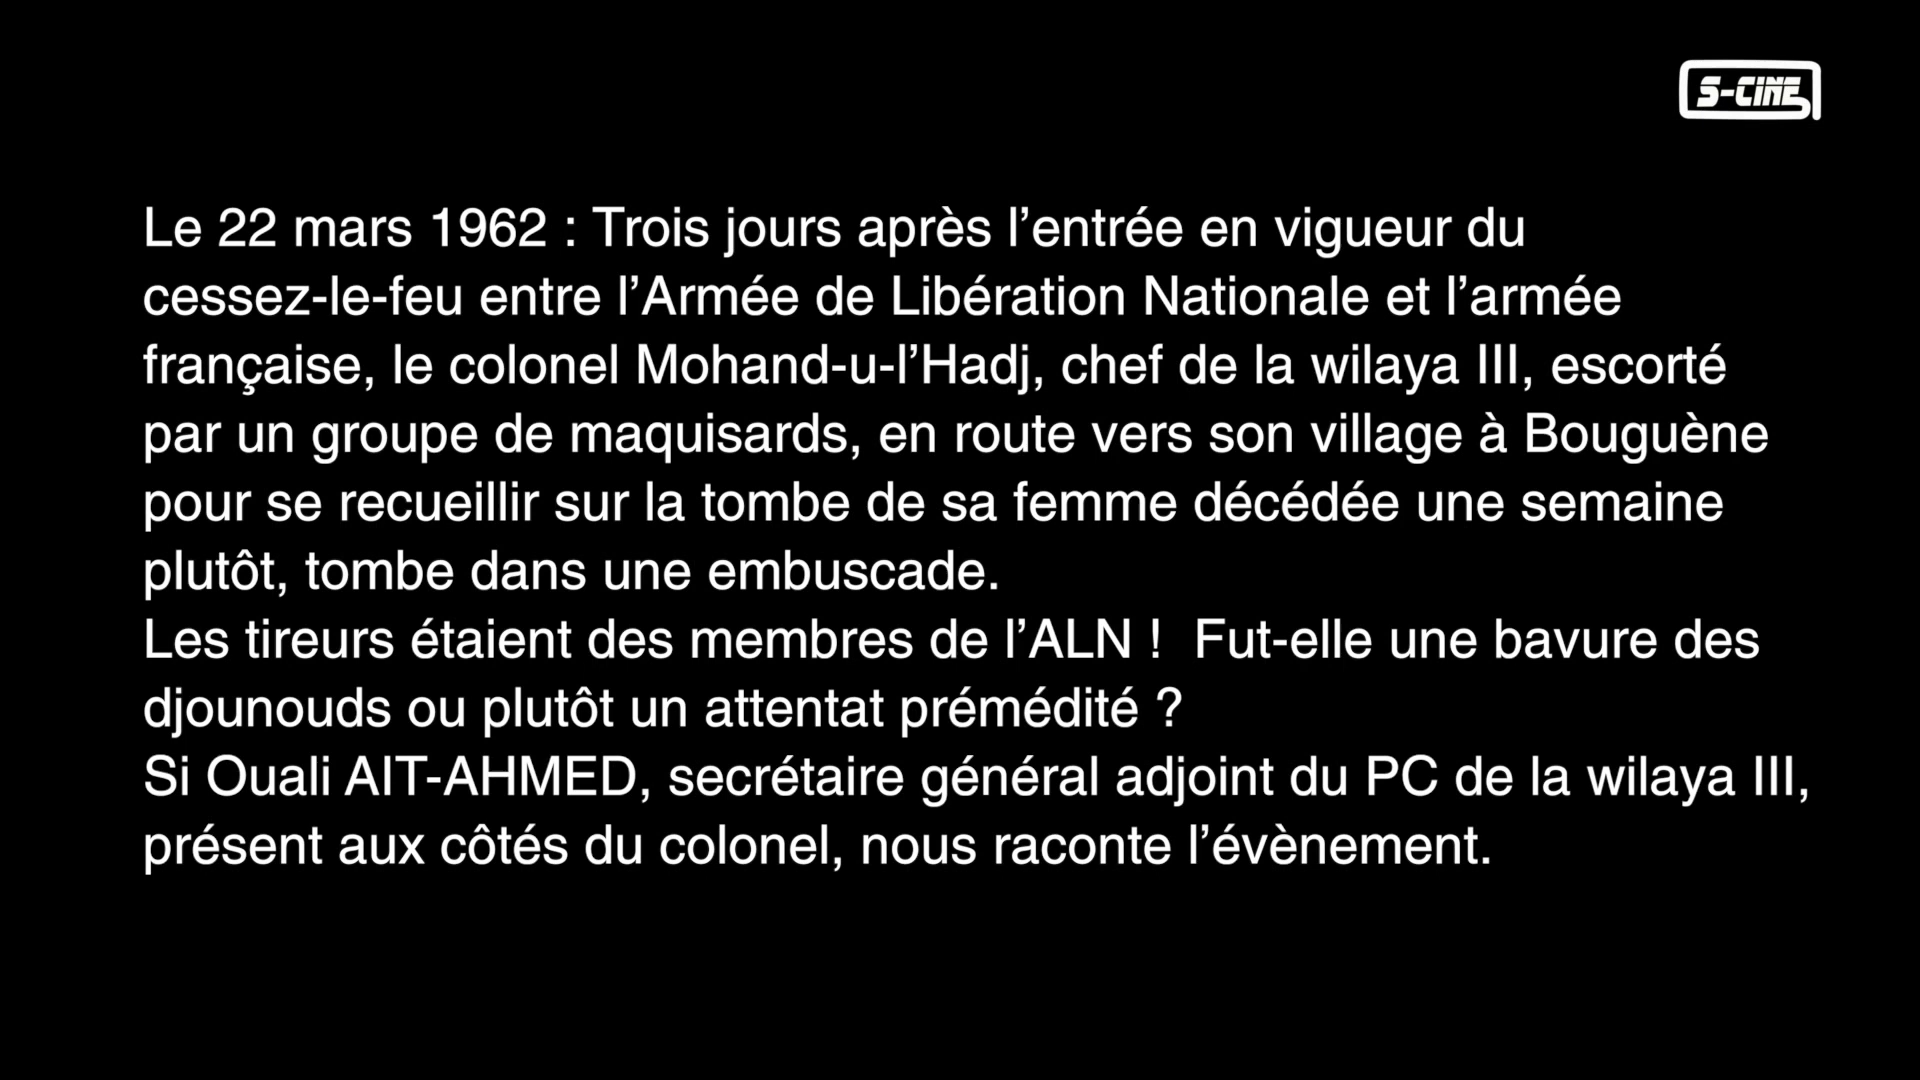 S-CINE
Le 22 mars 1962 : Trois jours après l’entrée en vigueur du
cessez-le-feu entre l’Armée de Libération Nationale et l’armée
française, le colonel Mohand-u-l’Hadj, chef de la wilaya III, escorté
par un groupe de maquisards, en route vers son village à Bouguène
pour se recueillir sur la tombe de sa femme décédée une semaine
plutôt, tombe dans une embuscade.
Les tireurs étaient des membres de l’ALN !  Fut-elle une bavure des
djounouds ou plutôt un attentat prémédité ?
Si Ouali AIT-AHMED, secrétaire général adjoint du PC de la wilaya III,
présent aux côtés du colonel, nous raconte l’évènement.